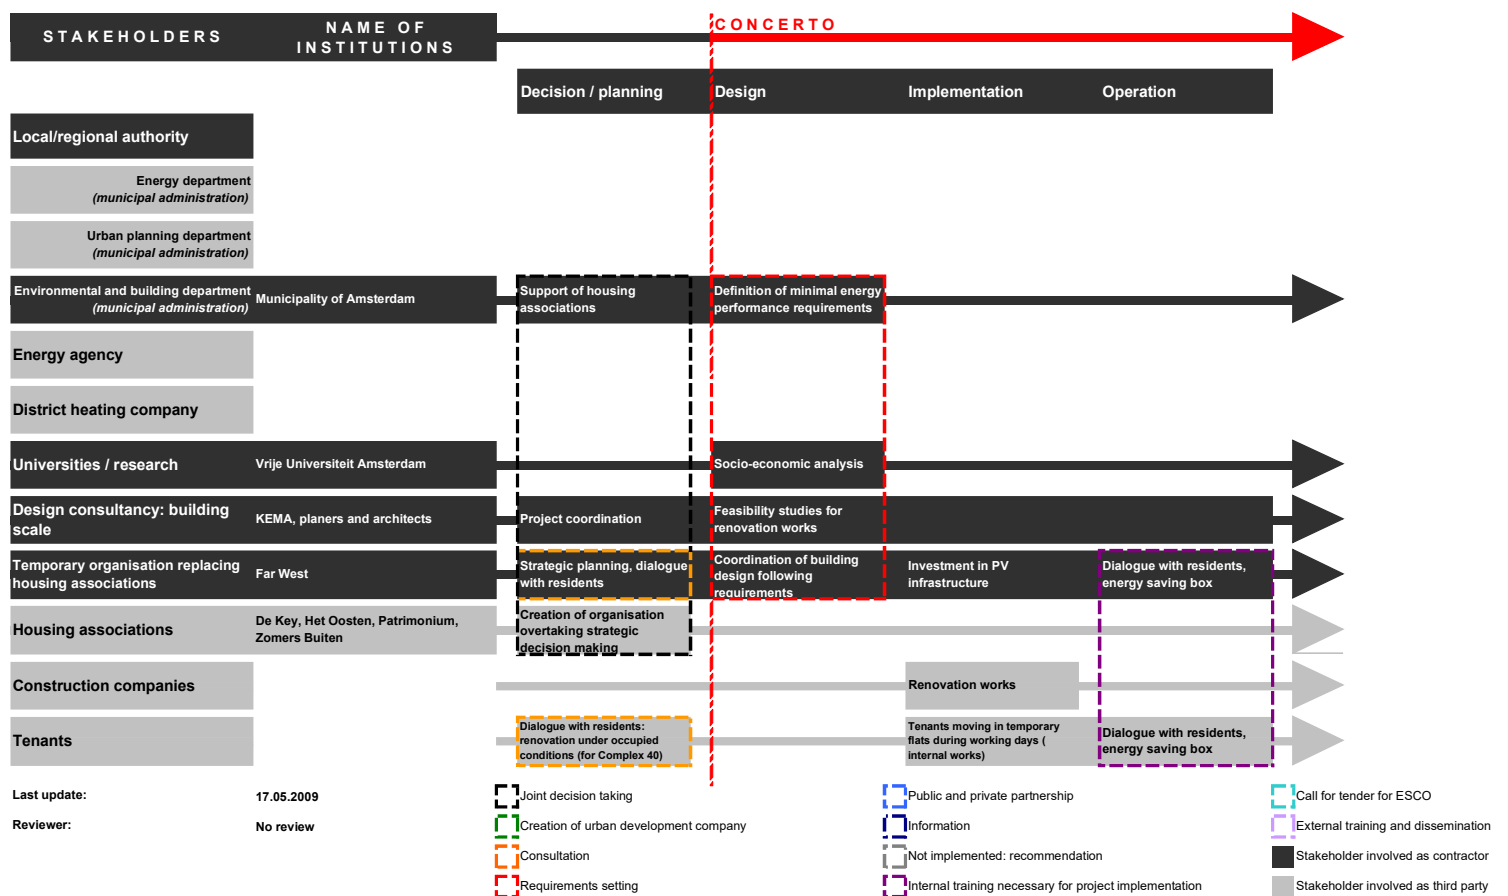 STAKEHOLDERS
NAME OF
INSTITUTIONS
CONCERTO
Decision / planning
Design
Implementation
Operation
Local/regional authority
Energy department
(municipal administration)
Urban planning department
(municipal administration)
Environmental and building department
(municipal administration)
Municipality of Amsterdam
Support of housing
associations
Definition of minimal energy
performance requirements
Energy agency
District heating company
Universities / research
Vrije Universiteit Amsterdam
Socio-economic analysis
Design consultancy: building
scale
KEMA, planers and architects
Project coordination
Feasibility studies for
renovation works
Temporary organisation replacing
housing associations
Far West
Strategic planning, dialogue
with residents
Coordination of building
design following
requirements
Investment in PV
infrastructure
Dialogue with residents,
energy saving box
Housing associations
De Key, Het Oosten, Patrimonium,
Zomers Buiten
Creation of organisation
overtaking strategic
decision making
Construction companies
Renovation works
Tenants
Dialogue with residents:
renovation under occupied
conditions (for Complex 40)
Tenants moving in temporary
flats during working days (
internal works)
Dialogue with residents,
energy saving box
Last update:
17.05.2009
Reviewer:
No review
Joint decision taking
Creation of urban development company
Consultation
Requirements setting
Public and private partnership
Information
Not implemented: recommendation
Internal training necessary for project implementation
Call for tender for ESCO
External training and dissemination
Stakeholder involved as contractor
Stakeholder involved as third party